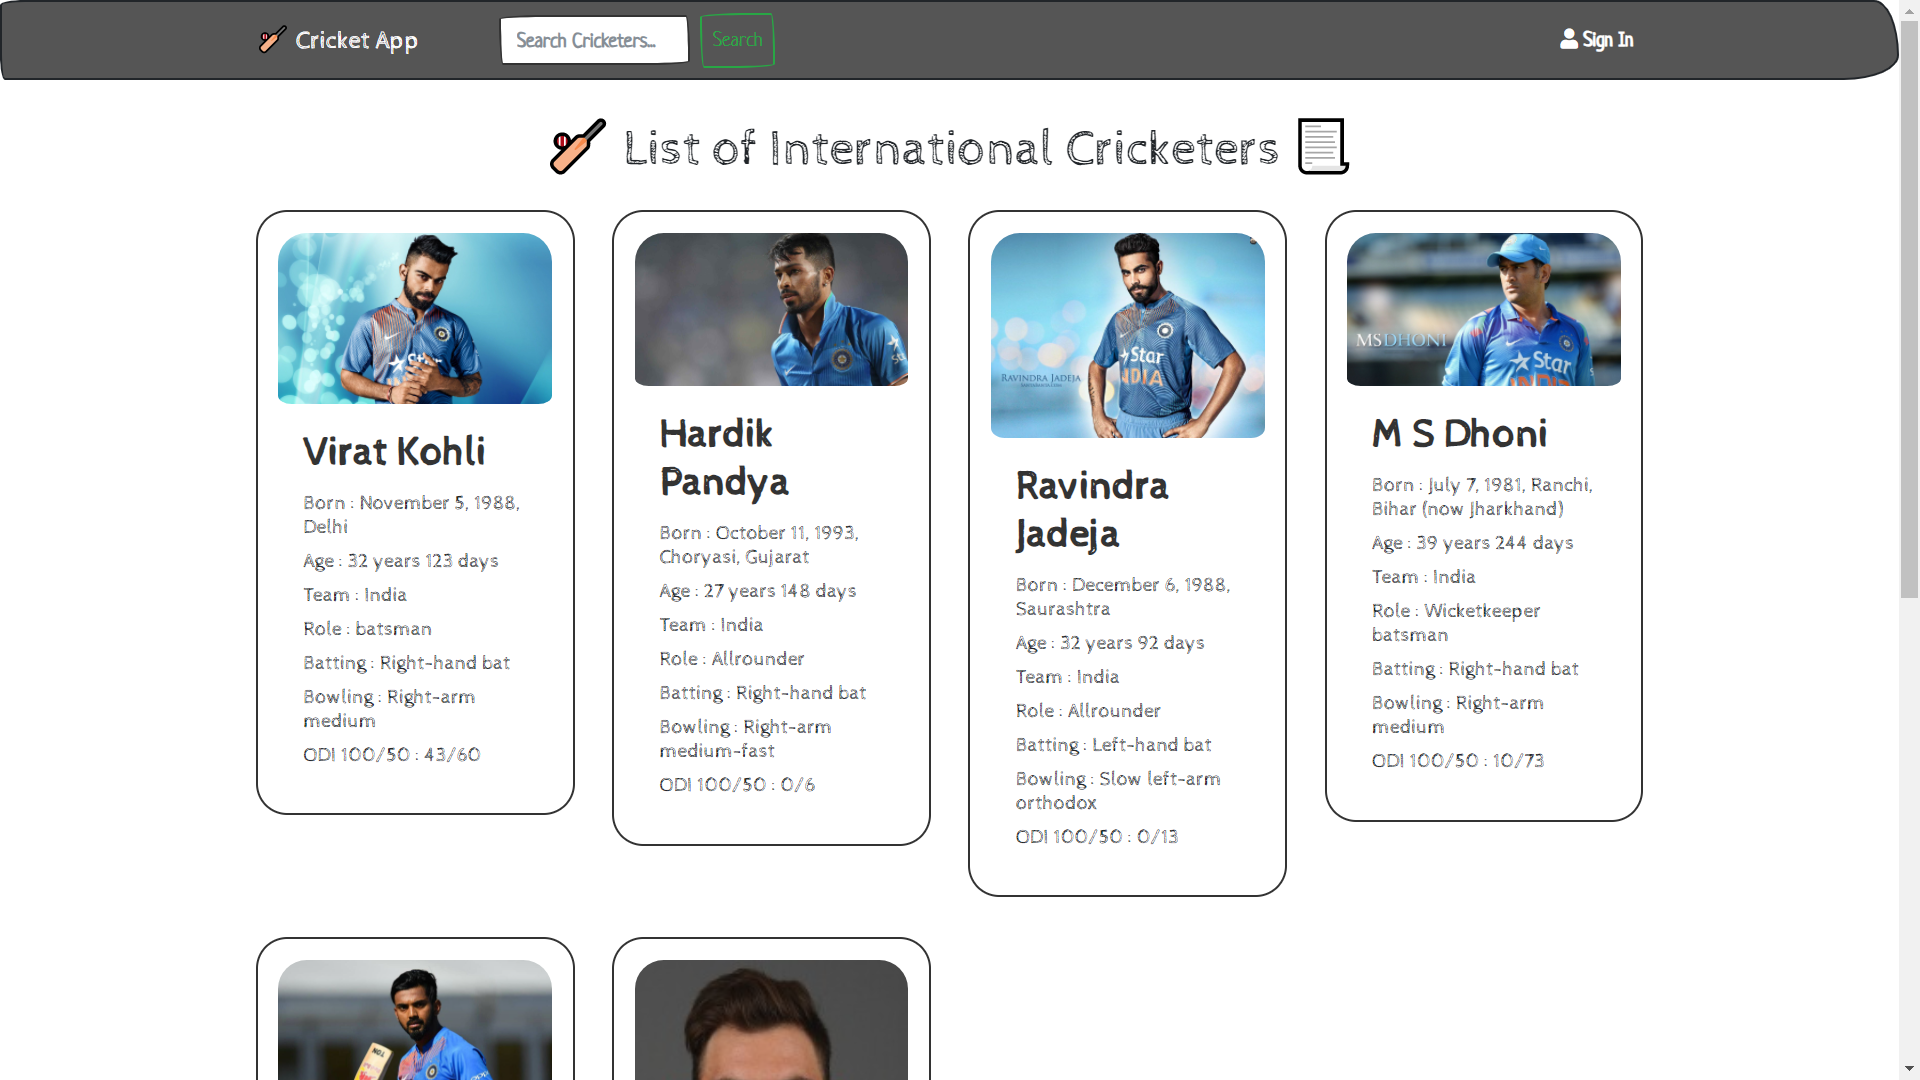 Cricket App
Search Cricketers...
Search
Sign In
List of International Cricketers
Virat Kohli
Born : November 5, 1988,
Delhi
Age : 32 years 123 days
Team : India
Role : batsman
Batting : Right-hand bat
Bowling : Right-arm
medium
ODI 100/50 : 43/60
Hardik
Pandya
Born : October 11, 1993,
Choryasi, Gujarat
Age : 27 years 148 days
Team : India
Role : Allrounder
Batting : Right-hand bat
Bowling : Right-arm
medium-fast
ODI 100/50 : 0/6
Star
INDIA
RAVINDRA JADEJA
Ravindra
Jadeja
Born : December 6, 1988,
Saurashtra
Age : 32 years 92 days
Team : India
Role : Allrounder
Batting : Left-hand bat
Bowling : Slow left-arm
orthodox
ODI 100/50 : 0/13
MSDHONI
Star
INDIA
M S Dhoni
Born : July 7, 1981, Ranchi,
Bihar (now Jharkhand)
Age : 39 years 244 days
Team : India
Role : Wicketkeeper
batsman
Batting : Right-hand bat
Bowling : Right-arm
medium
ODI 100/50 : 10/73